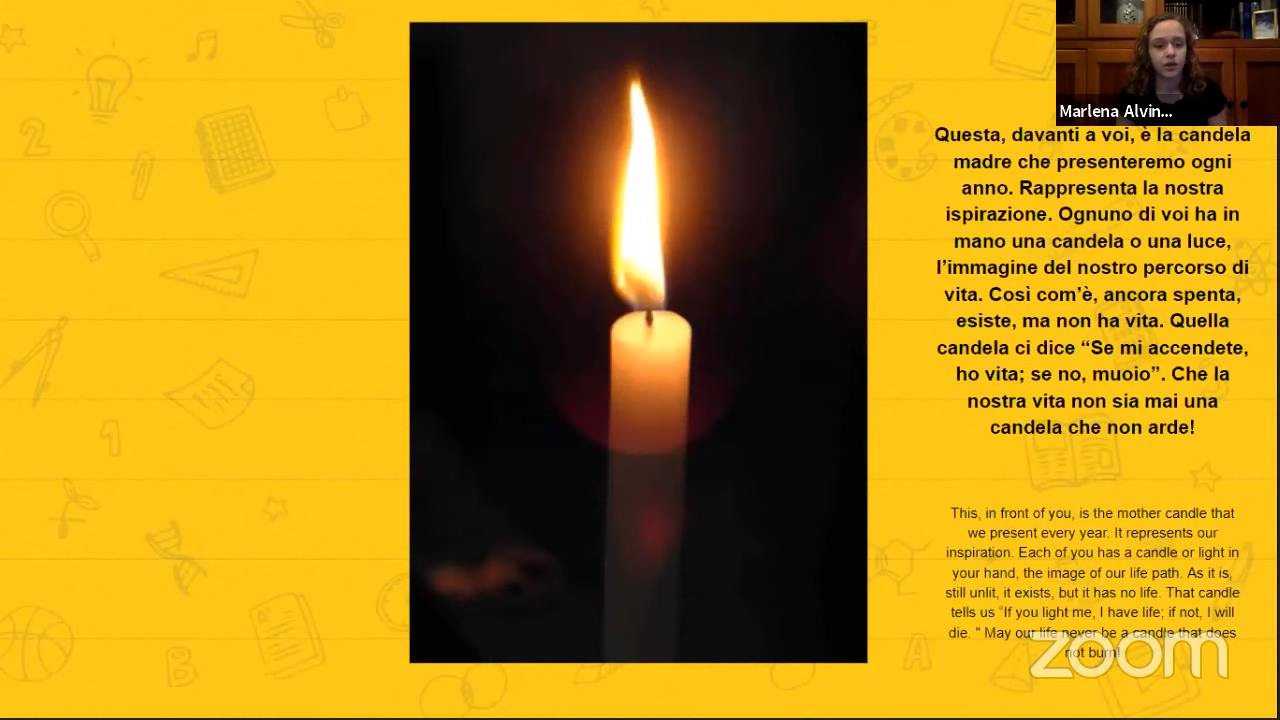 Marlena Alvin...
Questa, davanti a voi, è la candela
madre che presenteremo ogni
anno. Rappresenta la nostra
ispirazione. Ognuno di voi ha in
mano una candela o una luce,
l’immagine del nostro percorso di
vita. Così com’è, ancora spenta,
esiste, ma non ha vita. Quella
candela ci dice “Se mi accendete,
ho vita; se no, muoio”. Che la
nostra vita non sia mai una
candela che non arde!
This, in front of you, is the mother candle that
we present every year. It represents our
inspiration. Each of you has a candle or light in
your hand, the image of our life path. As it is,
still unlit, it exists, but it has no life. That candle
tells us “If you light me, I have life; if not, I will
die. " May our life never be a candle that does
not burn!
zoom
2
1
B
A